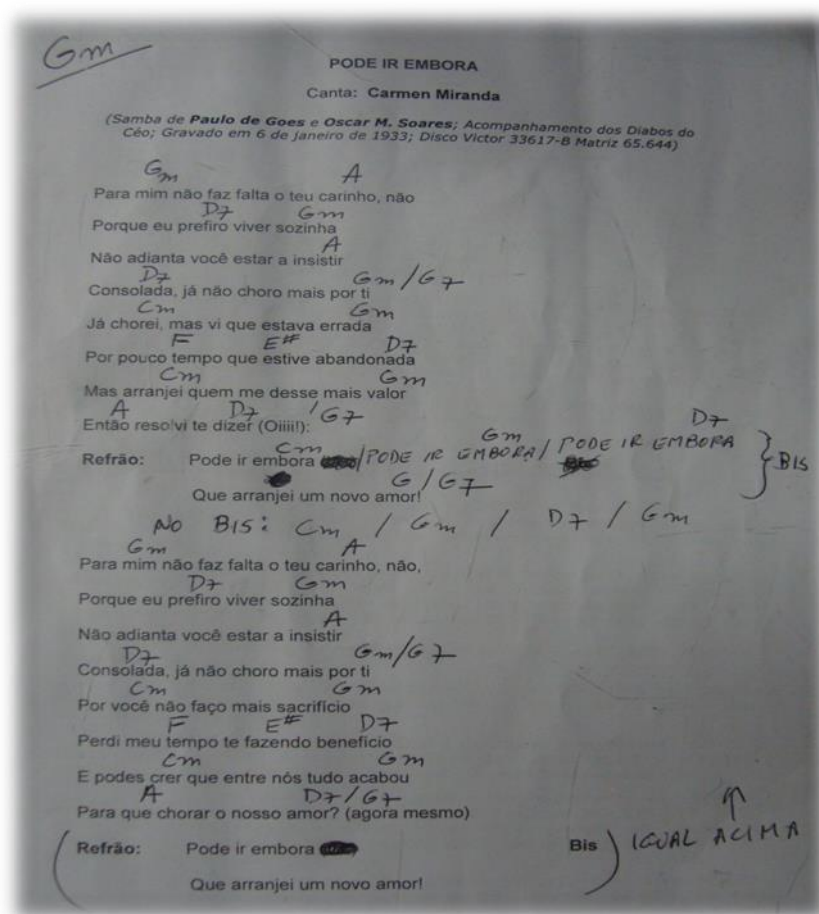 Gm
PODE IR EMBORA
Canta: Carmen Miranda
(Samba de Paulo de Goes e Oscar M. Soares; Acompanhamento dos Diabos do
Céo; Gravado em 6 de janeiro de 1933; Disco Victor 33617-B Matriz 65.644)
Gm A
Para mim não faz falta o teu carinho, não
D7 Gm
Porque eu prefiro viver sozinha
A
Não adianta você estar a insistir
D7 Gm/G7
Consolada, já não choro mais por ti
Cm Gm
Já chorei, mas vi que estava errada
F E# D7
Por pouco tempo que estive abandonada
Cm Gm
Mas arranjei quem me desse mais valor
A D7 /G7
Então resolvi te dizer (Oiiii!):
Cm Gm D7
Refrão: Pode ir embora /PODE IR EMBORA/ PODE IR EMBORA } BIS
G/G7
Que arranjei um novo amor!
NO BIS: Cm / Gm / D7 / Gm
Gm A
Para mim não faz falta o teu carinho, não,
D7 Gm
Porque eu prefiro viver sozinha
A
Não adianta você estar a insistir
D7 Gm/G7
Consolada, já não choro mais por ti
Cm Gm
Por você não faço mais sacrifício
F E# D7
Perdi meu tempo te fazendo benefício
Cm Gm
E podes crer que entre nós tudo acabou
A D7/G7
Para que chorar o nosso amor? (agora mesmo)
(Refrão: Pode ir embora Bis) IGUAL ACIMA
Que arranjei um novo amor!